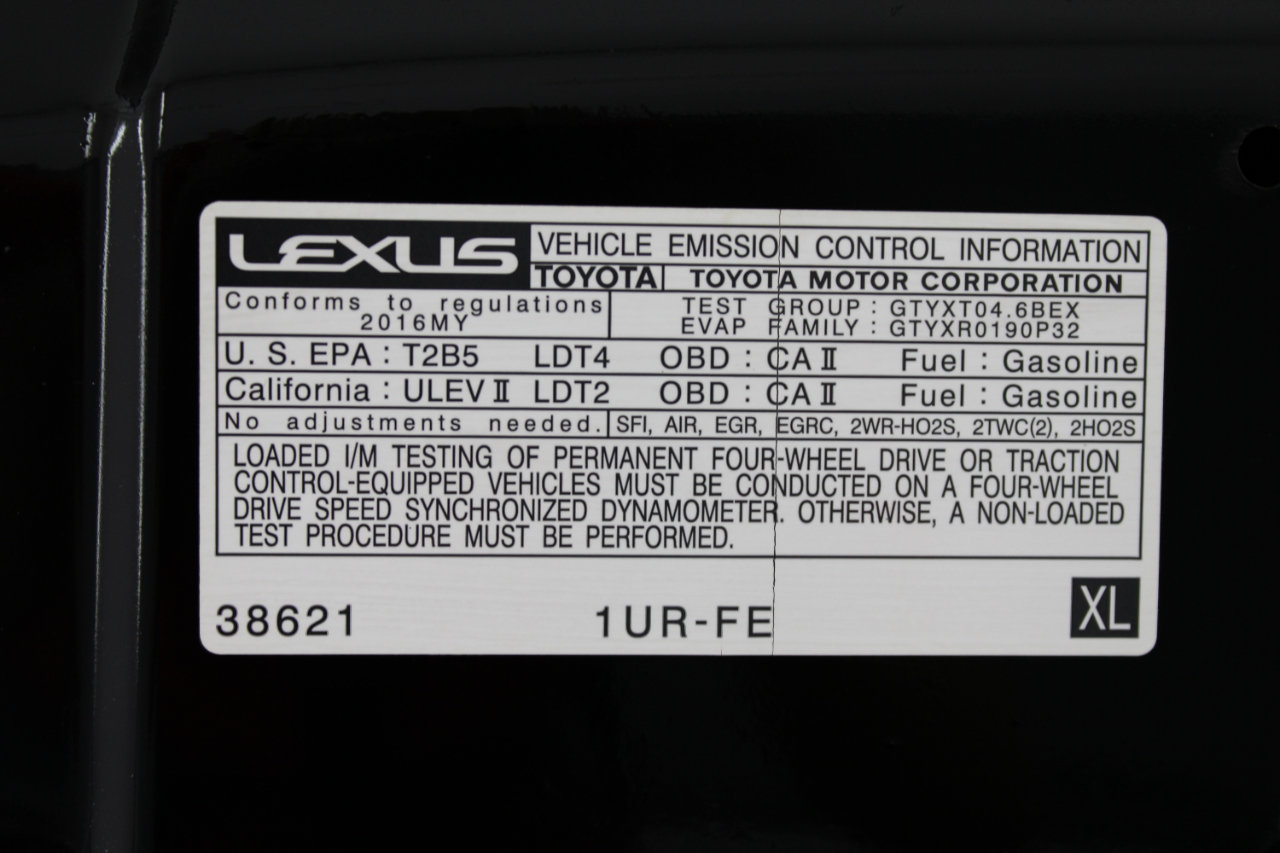 LEXUS VEHICLE EMISSION CONTROL INFORMATION
TOYOTA TOYOTA MOTOR CORPORATION
Conforms to regulations
2016MY
TEST GROUP : GTYXT04.6BEX
EVAP FAMILY : GTYXR0190P32
U. S. EPA : T2B5 LDT4 OBD : CA II Fuel : Gasoline
California : ULEV II LDT2 OBD : CA II Fuel : Gasoline
No adjustments needed. SFI, AIR, EGR, EGRC, 2WR-HO2S, 2TWC(2), 2HO2S
LOADED I/M TESTING OF PERMANENT FOUR-WHEEL DRIVE OR TRACTION
CONTROL-EQUIPPED VEHICLES MUST BE CONDUCTED ON A FOUR-WHEEL
DRIVE SPEED SYNCHRONIZED DYNAMOMETER. OTHERWISE, A NON-LOADED
TEST PROCEDURE MUST BE PERFORMED.
38621 1UR-FE XL